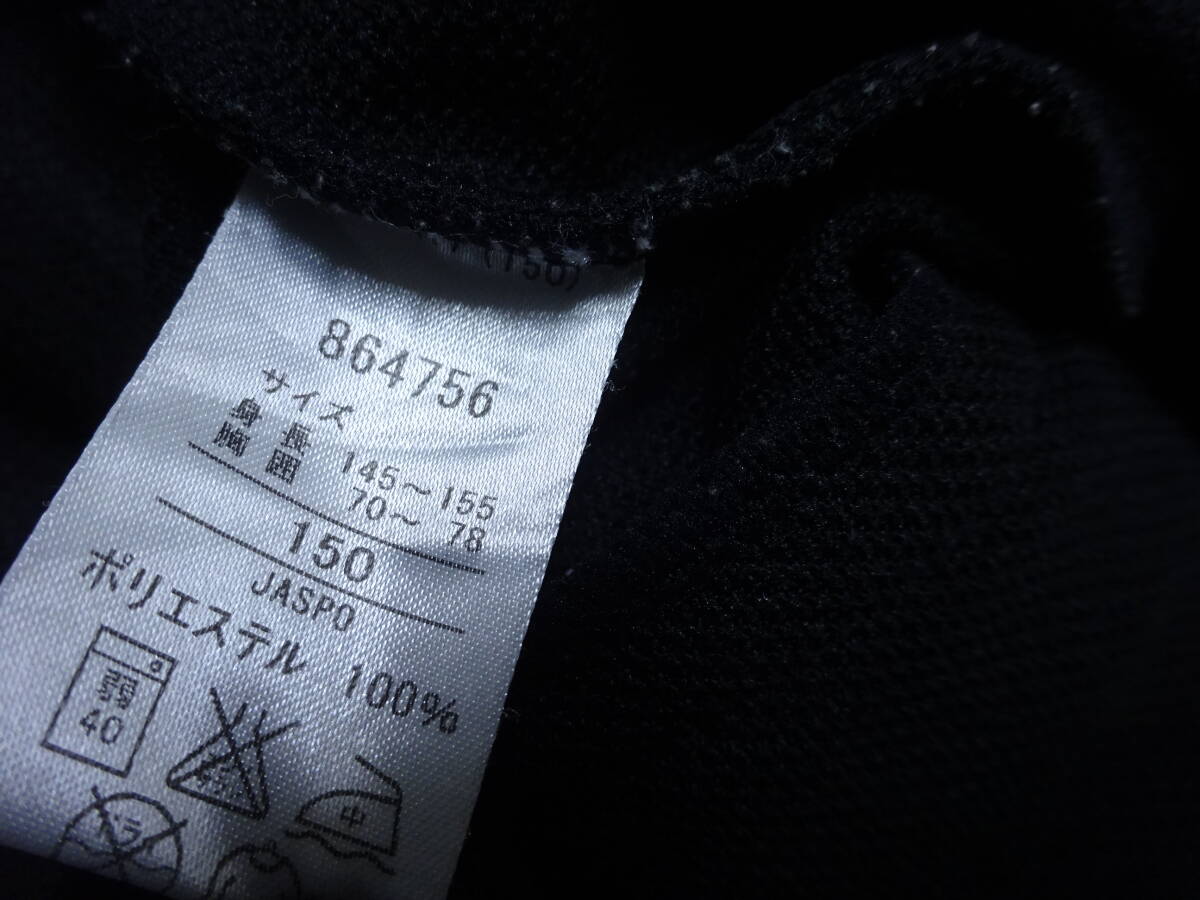 (150)
864756
サイズ
身長 145～155
胸囲 70～ 78
150
JASPO
ポリエステル 100%
40
中